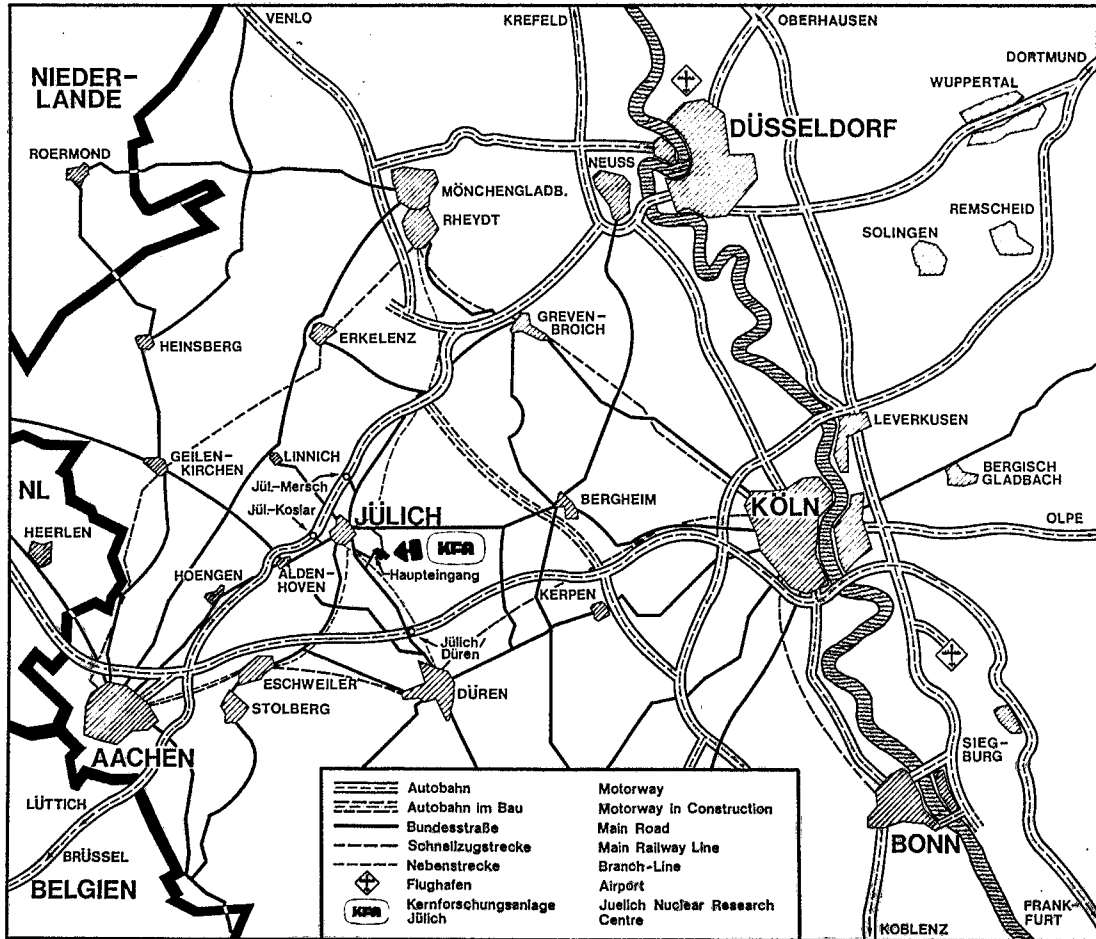 VENLO
KREFELD
OBERHAUSEN
DORTMUND
NIEDER-
LANDE
WUPPERTAL
DÜSSELDORF
ROERMOND
NEUSS
MÖNCHENGLADB.
RHEYDT
REMSCHEID
SOLINGEN
GREVEN-
BROICH
ERKELENZ
HEINSBERG
LEVERKUSEN
GEILEN-
KIRCHEN
LINNICH
BERGISCH
GLADBACH
NL
Jül.-Mersch
BERGHEIM
KÖLN
Jül.-Koslar
JÜLICH
OLPE
HEERLEN
KFA
HOENGEN
ALDEN-
HOVEN
Haupteingang
KERPEN
Jülich/
Düren
ESCHWEILER
DÜREN
STOLBERG
SIEG-
BURG
AACHEN
LÜTTICH
BRÜSSEL
BELGIEN
BONN
KOBLENZ
FRANK-
FURT
Autobahn Motorway
Autobahn im Bau Motorway in Construction
Bundesstraße Main Road
Schnellzugstrecke Main Railway Line
Nebenstrecke Branch-Line
Flughafen Airport
KFA Kernforschungsanlage Juelich Nuclear Research
Jülich Centre